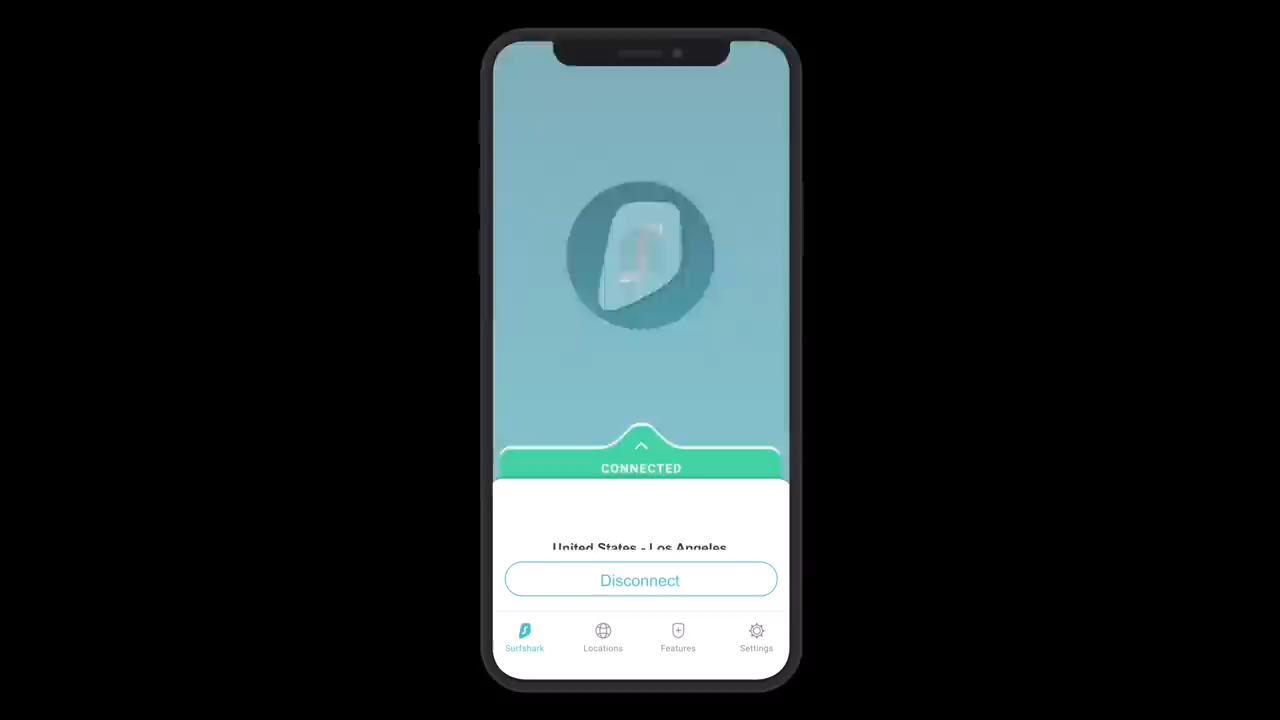 CONNECTED
United States - Los Angeles
Disconnect
Surfshark
Locations
Features
Settings